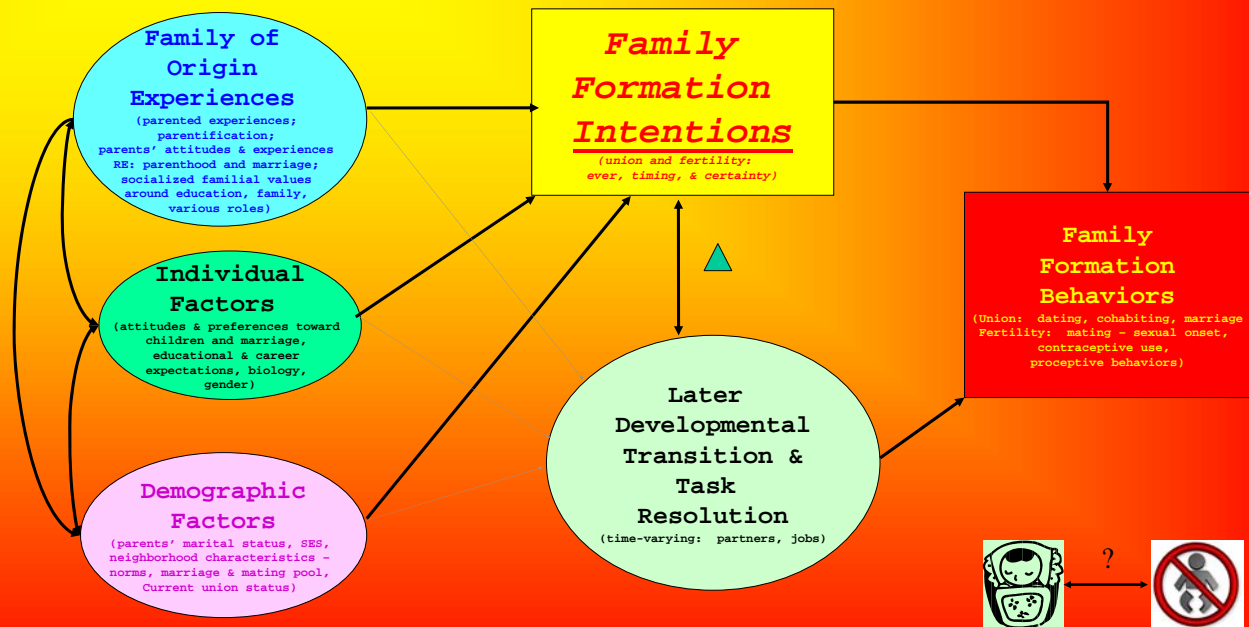 Family of
Origin
Experiences
(parented experiences;
parentification;
parents’ attitudes & experiences
RE: parenthood and marriage;
socialized familial values
around education, family,
various roles)
Family
Formation
Intentions
(union and fertility:
ever, timing, & certainty)
Individual
Factors
(attitudes & preferences toward
children and marriage,
educational & career
expectations, biology,
gender)
Family
Formation
Behaviors
(Union: dating, cohabiting, marriage
Fertility: mating – sexual onset,
contraceptive use,
proceptive behaviors)
Later
Developmental
Transition &
Task
Resolution
(time-varying: partners, jobs)
Demographic
Factors
(parents’ marital status, SES,
neighborhood characteristics –
norms, marriage & mating pool,
Current union status)
?